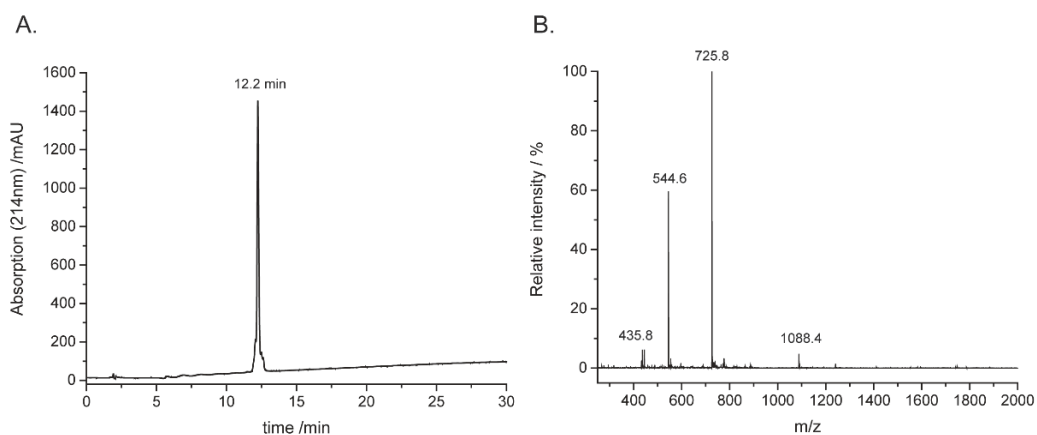 A.
1600
1400
1200
1000
800
600
400
200
0
Absorption (214nm) /mAU
12.2 min
0 5 10 15 20 25 30
time /min
B.
100
80
60
40
20
0
Relative intensity / %
725.8
544.6
435.8
1088.4
400 600 800 1000 1200 1400 1600 1800 2000
m/z